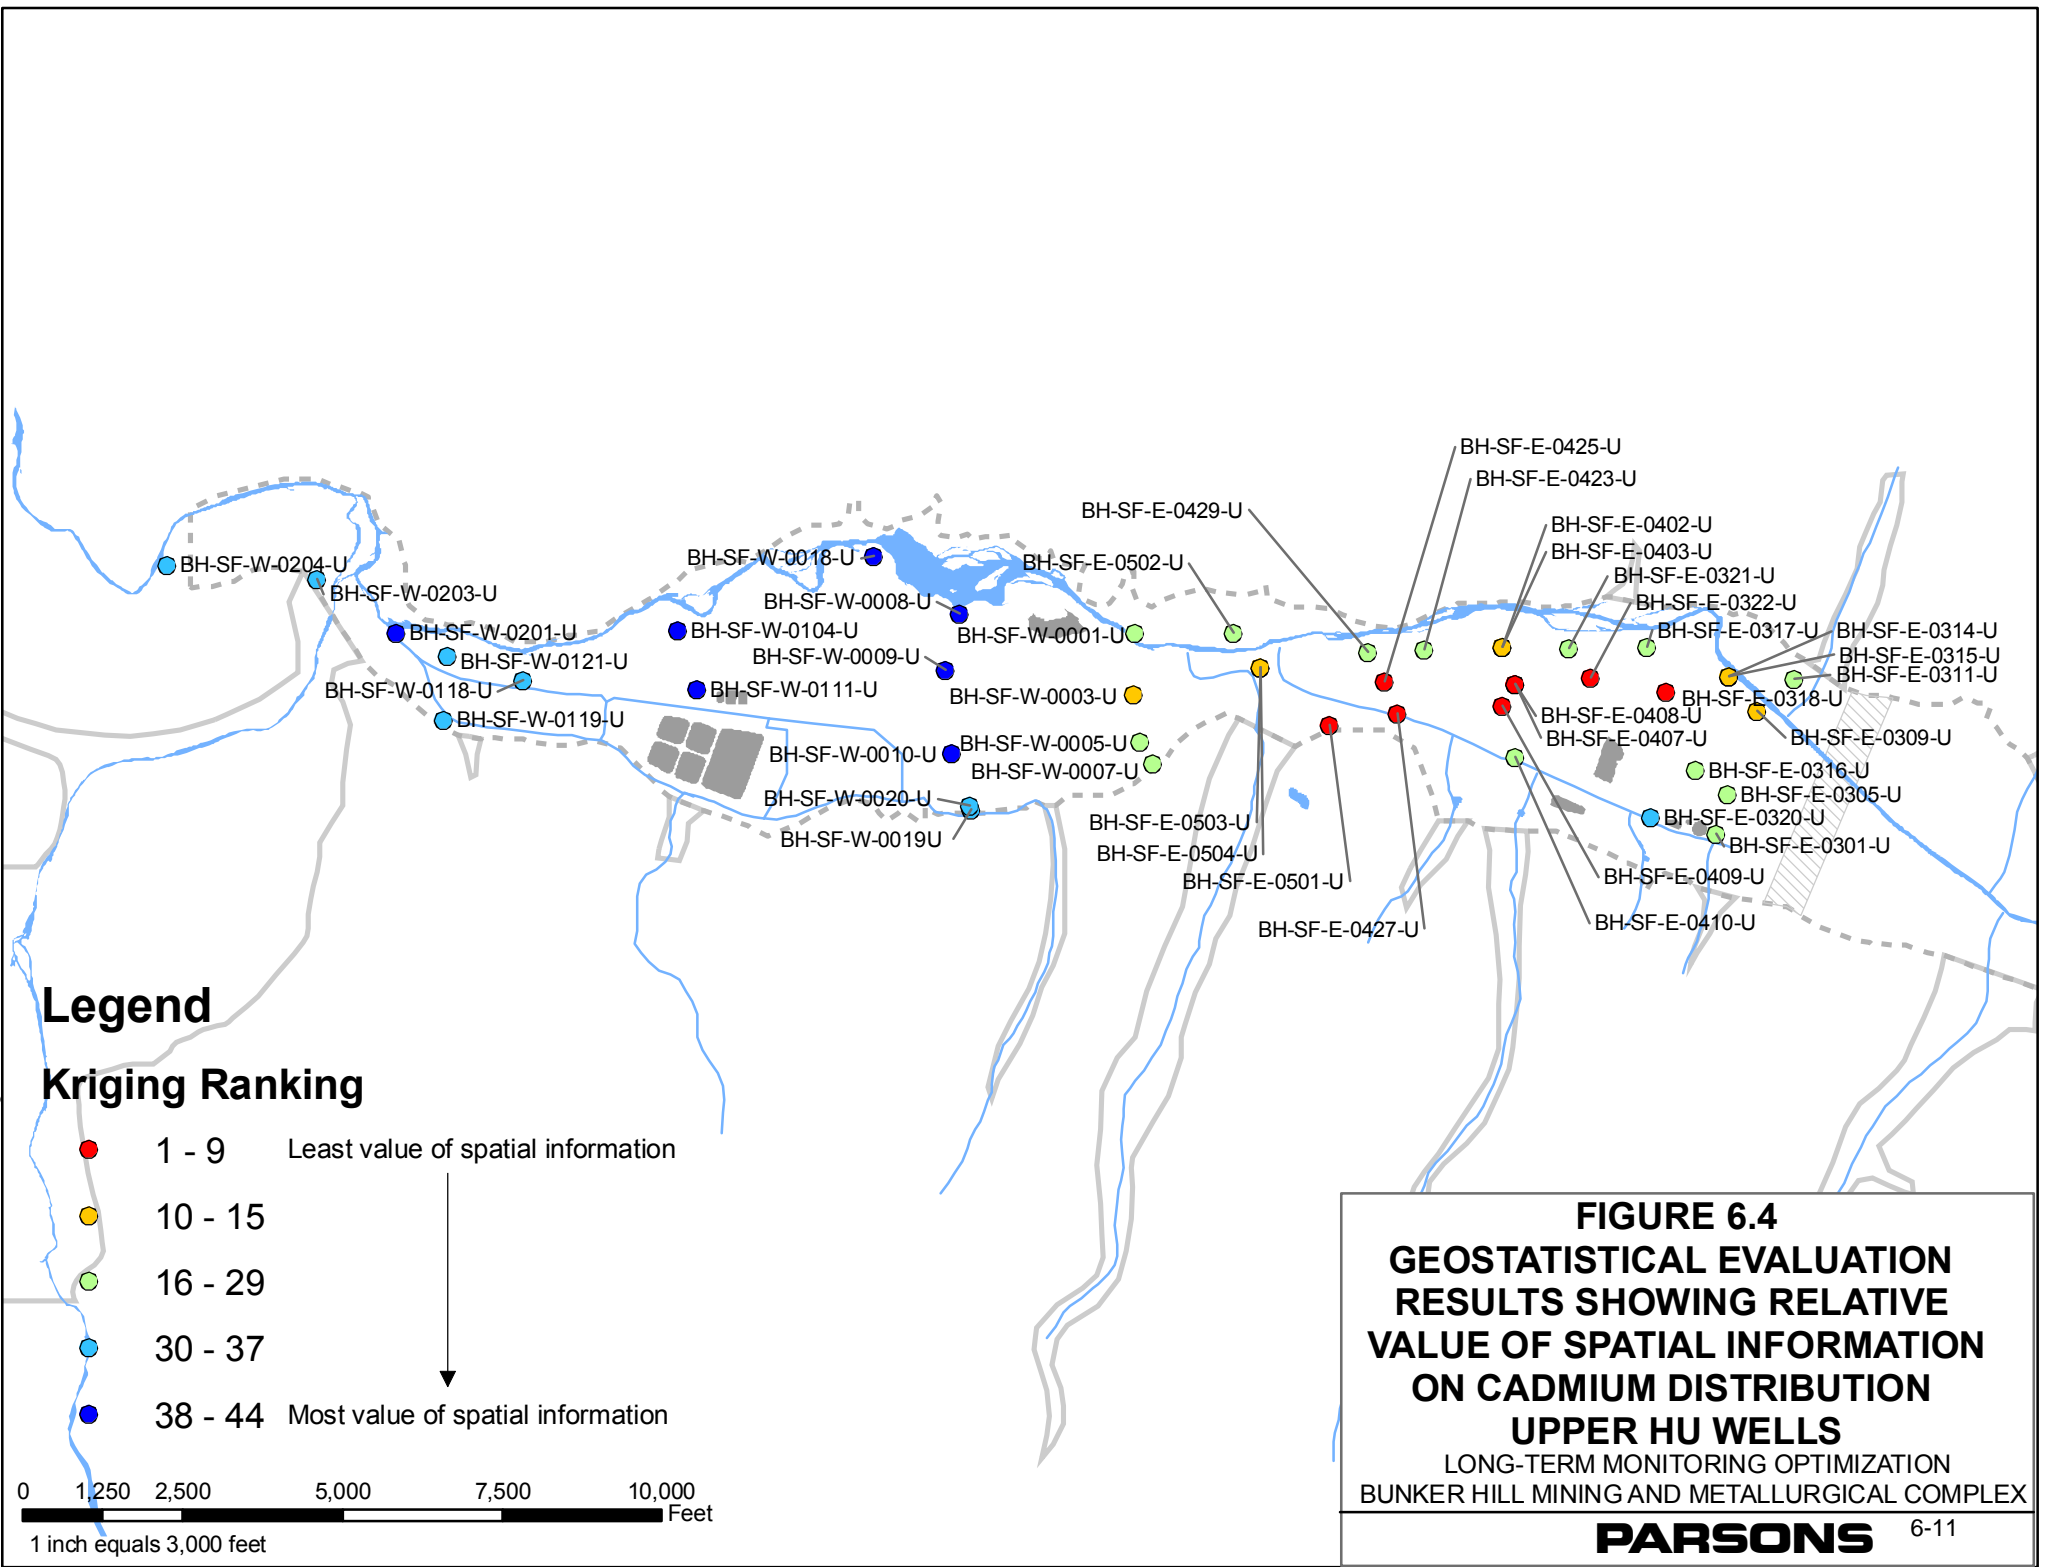 BH-SF-E-0425-U
BH-SF-E-0423-U
BH-SF-E-0429-U
BH-SF-E-0402-U
BH-SF-E-0403-U
BH-SF-W-0018-U
BH-SF-E-0502-U
BH-SF-W-0204-U
BH-SF-E-0321-U
BH-SF-W-0203-U
BH-SF-W-0008-U
BH-SF-E-0322-U
BH-SF-W-0201-U
BH-SF-W-0104-U
BH-SF-W-0001-U
BH-SF-E-0317-U
BH-SF-E-0314-U
BH-SF-W-0121-U
BH-SF-W-0009-U
BH-SF-E-0315-U
BH-SF-E-0311-U
BH-SF-W-0118-U
BH-SF-W-0111-U
BH-SF-W-0003-U
BH-SF-E-0318-U
BH-SF-W-0119-U
BH-SF-E-0408-U
BH-SF-E-0407-U
BH-SF-E-0309-U
BH-SF-W-0010-U
BH-SF-W-0005-U
BH-SF-W-0007-U
BH-SF-E-0316-U
BH-SF-W-0020-U
BH-SF-E-0305-U
BH-SF-W-0019U
BH-SF-E-0503-U
BH-SF-E-0320-U
BH-SF-E-0504-U
BH-SF-E-0301-U
BH-SF-E-0501-U
BH-SF-E-0409-U
BH-SF-E-0427-U
BH-SF-E-0410-U
Legend
Kriging Ranking
1 - 9 Least value of spatial information
10 - 15
16 - 29
30 - 37
38 - 44 Most value of spatial information
0 1,250 2,500 5,000 7,500 10,000
Feet
1 inch equals 3,000 feet
FIGURE 6.4
GEOSTATISTICAL EVALUATION
RESULTS SHOWING RELATIVE
VALUE OF SPATIAL INFORMATION
ON CADMIUM DISTRIBUTION
UPPER HU WELLS
LONG-TERM MONITORING OPTIMIZATION
BUNKER HILL MINING AND METALLURGICAL COMPLEX
PARSONS 6-11